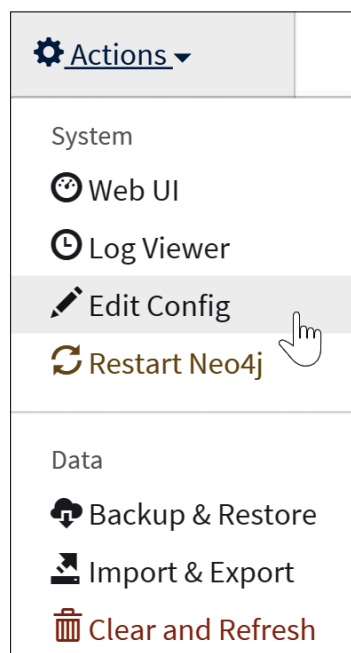 Actions
System
Web UI
Log Viewer
Edit Config
Restart Neo4j
Data
Backup & Restore
Import & Export
Clear and Refresh